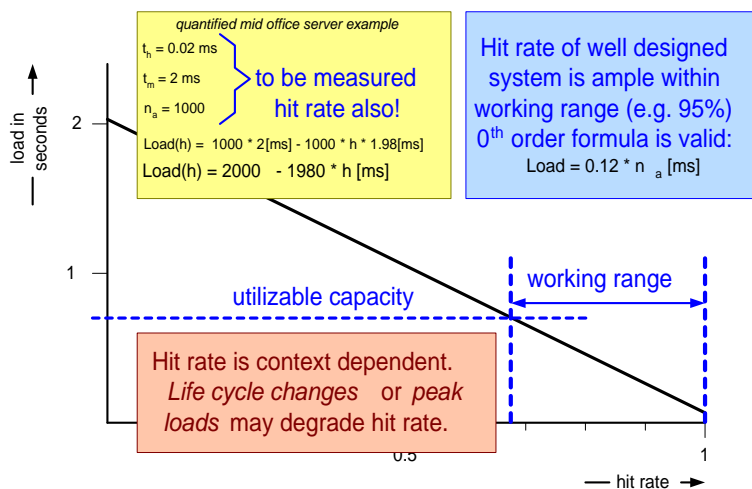 quantified mid office server example
t h = 0.02 ms
t m = 2 ms
n a = 1000
to be measured
hit rate also!
Load(h) = 1000 * 2[ms] - 1000 * h * 1.98[ms]
Load(h) = 2000 - 1980 * h [ms]
Hit rate of well designed
system is ample within
working range (e.g. 95%)
0th order formula is valid:
Load = 0.12 * n a [ms]
load in
seconds
2
1
working range
utilizable capacity
Hit rate is context dependent.
Life cycle changes or peak
loads may degrade hit rate.
0.5
1
hit rate